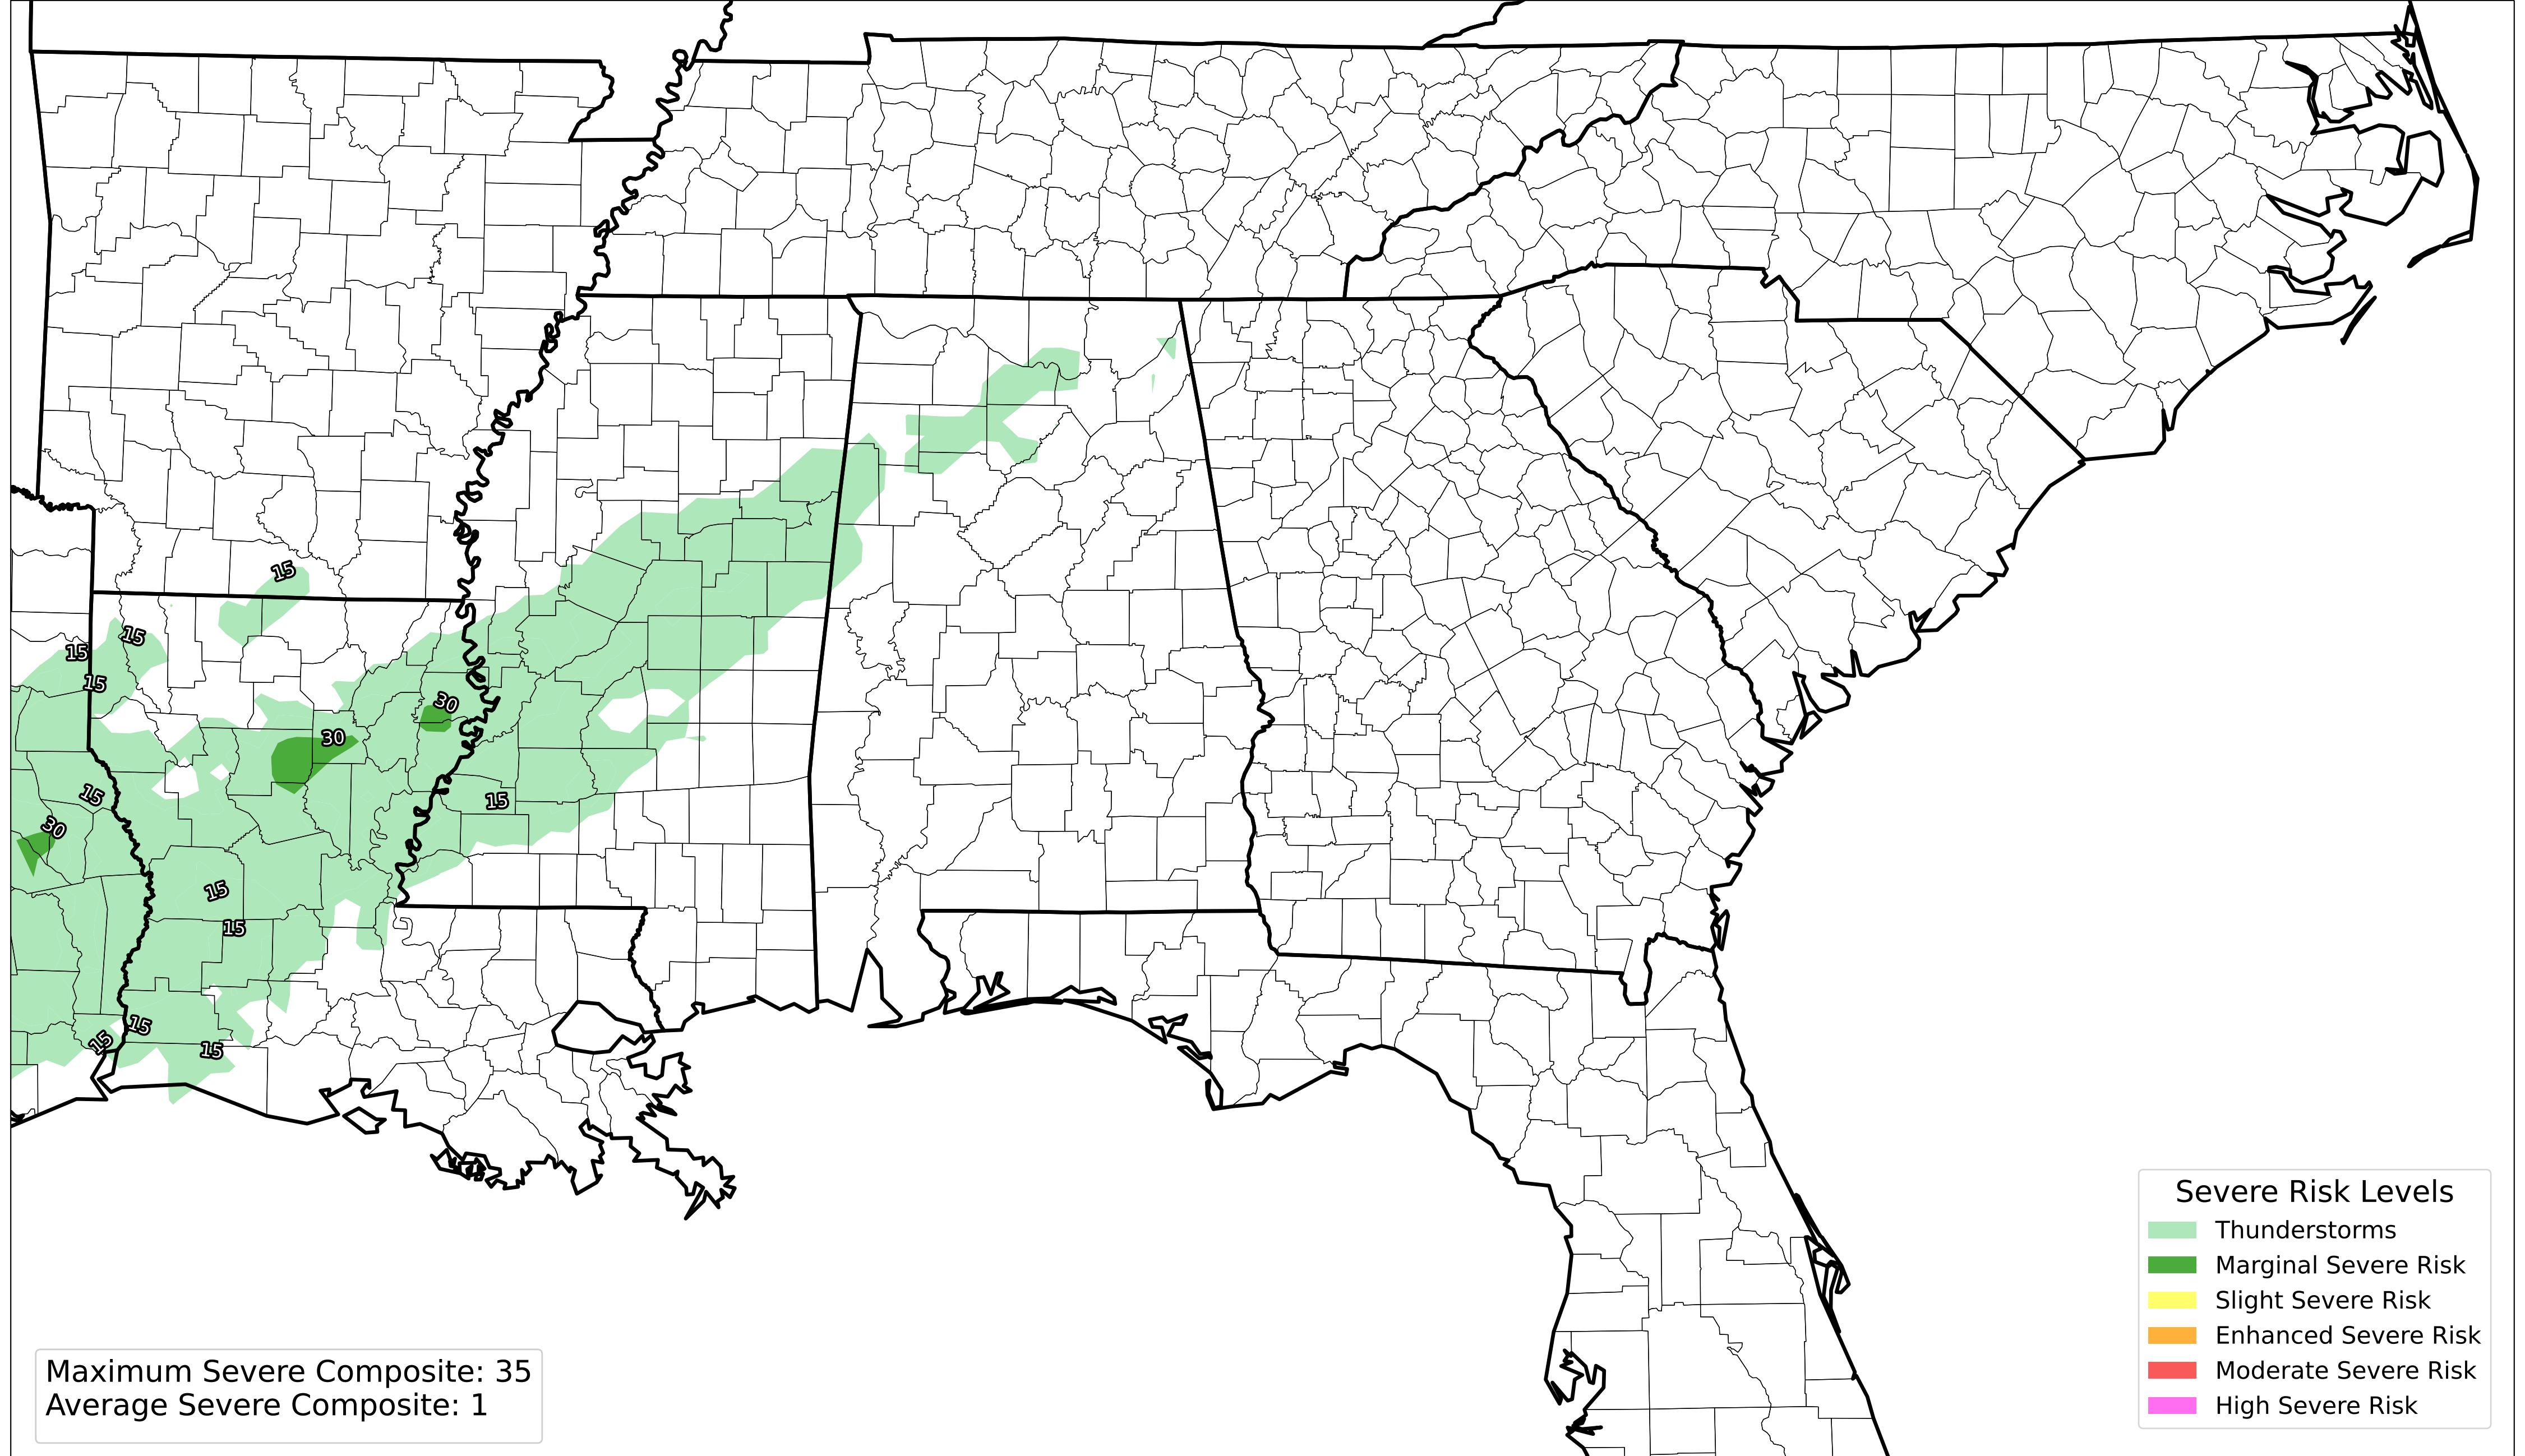 15
15
15
15
30
30
15
15
30
15
15
15
15
15
Severe Risk Levels
Thunderstorms
Marginal Severe Risk
Slight Severe Risk
Enhanced Severe Risk
Moderate Severe Risk
High Severe Risk
Maximum Severe Composite: 35
Average Severe Composite: 1